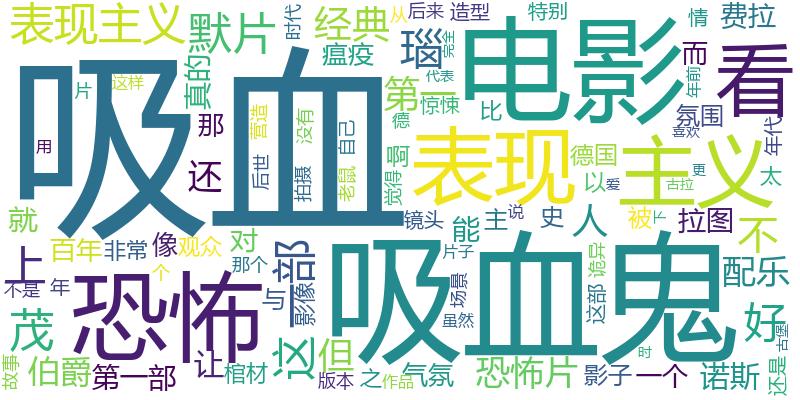 表现主义
默片
时代
经典
从
后来
造型
特别
情
费拉
瘟疫
瑙
完全
代表
而
年前
看
片
这样
真的
第一
惊悚
比
氛围
喜欢
年代
吸血
电影
用
那
还
营造
后世
拍摄
没有
老鼠
自己
德
觉得
啊
表现
德国
以
爱
主义
古拉
更
太
就
百年
非常
像
个
观众
对
那个
部
影像
镜头
能
主
说
史
人
被
下
拉图
不
上
不是
年
恐怖
与
吸血鬼
片子
场景
虽然
诡异
这部
配乐
好
茂
伯爵
故事
第一部
让
棺材
这
但
版本
之
作品
气氛
恐怖片
影子
一个
时
诺斯
还是
古堡